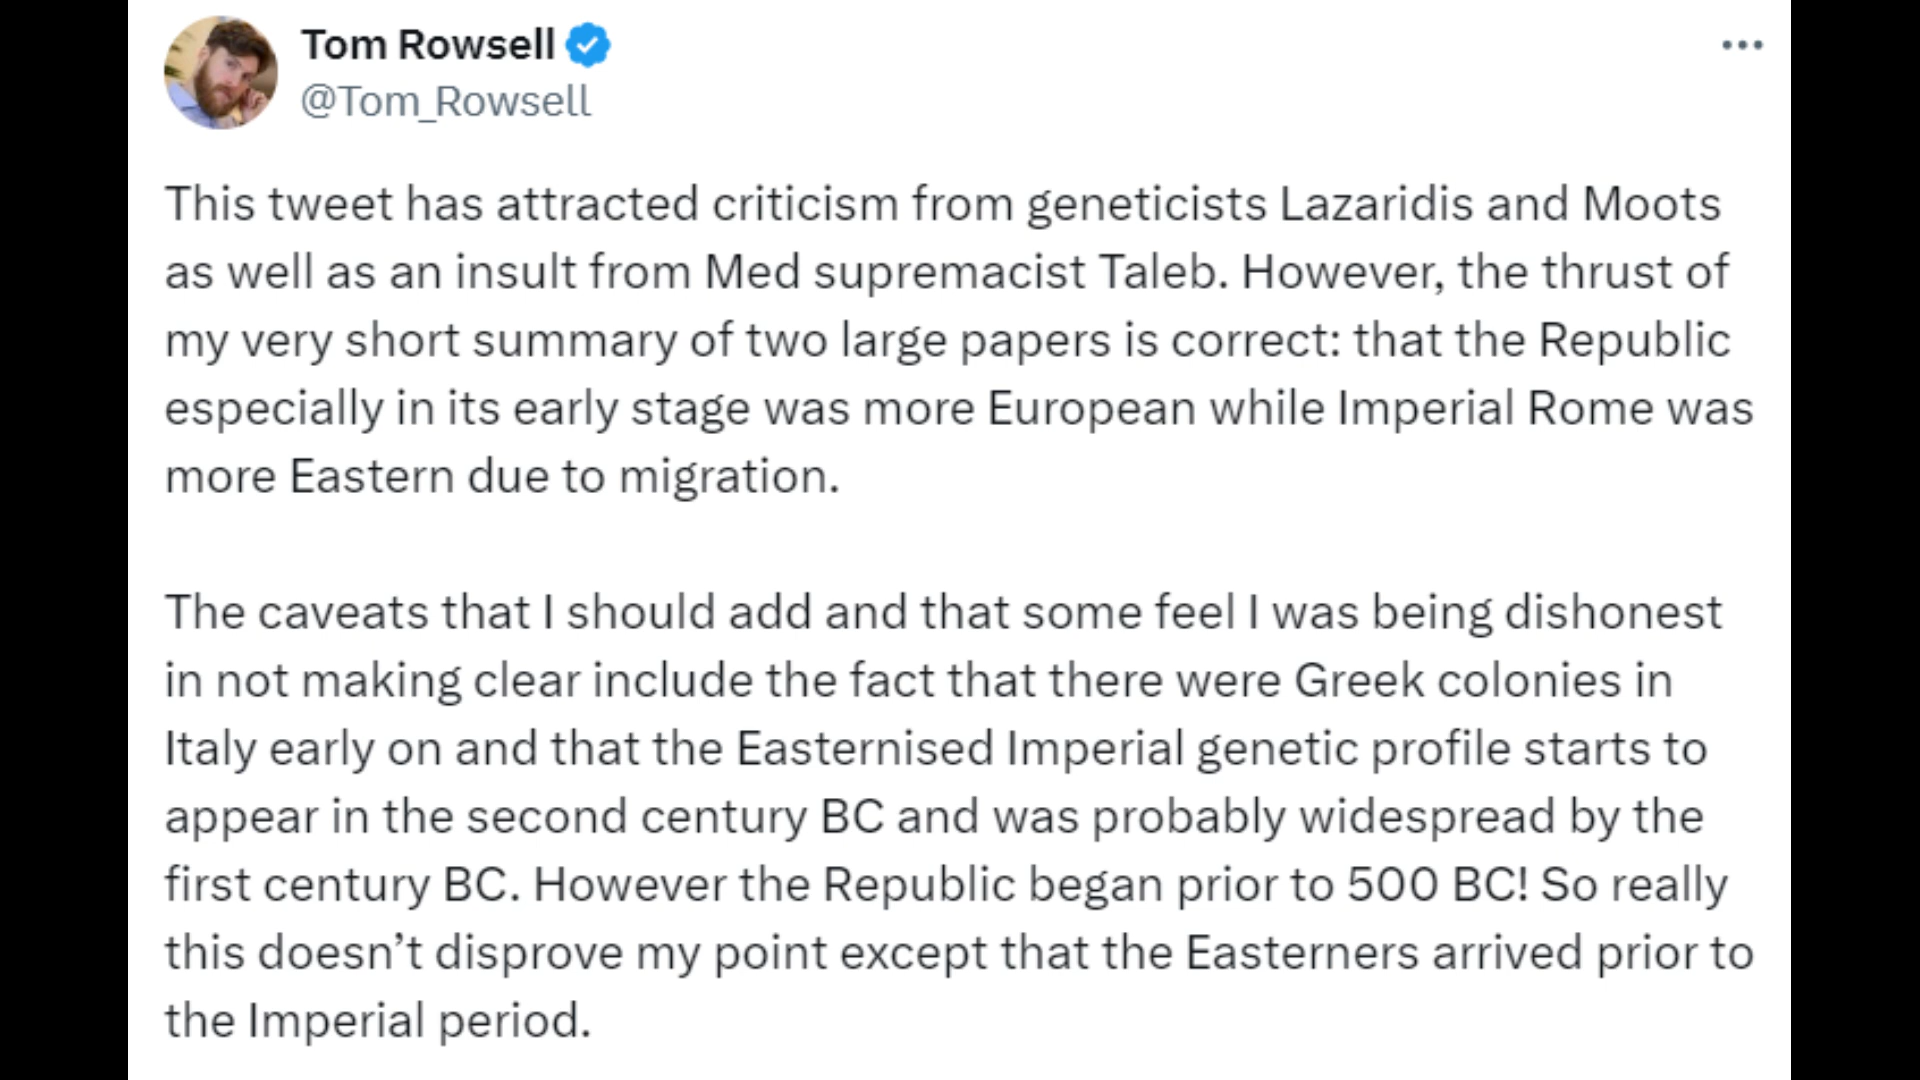 Tom Rowsell
@Tom_Rowsell
This tweet has attracted criticism from geneticists Lazaridis and Moots
as well as an insult from Med supremacist Taleb. However, the thrust of
my very short summary of two large papers is correct: that the Republic
especially in its early stage was more European while Imperial Rome was
more Eastern due to migration.
The caveats that I should add and that some feel I was being dishonest
in not making clear include the fact that there were Greek colonies in
Italy early on and that the Easternised Imperial genetic profile starts to
appear in the second century BC and was probably widespread by the
first century BC. However the Republic began prior to 500 BC! So really
this doesn’t disprove my point except that the Easterners arrived prior to
the Imperial period.